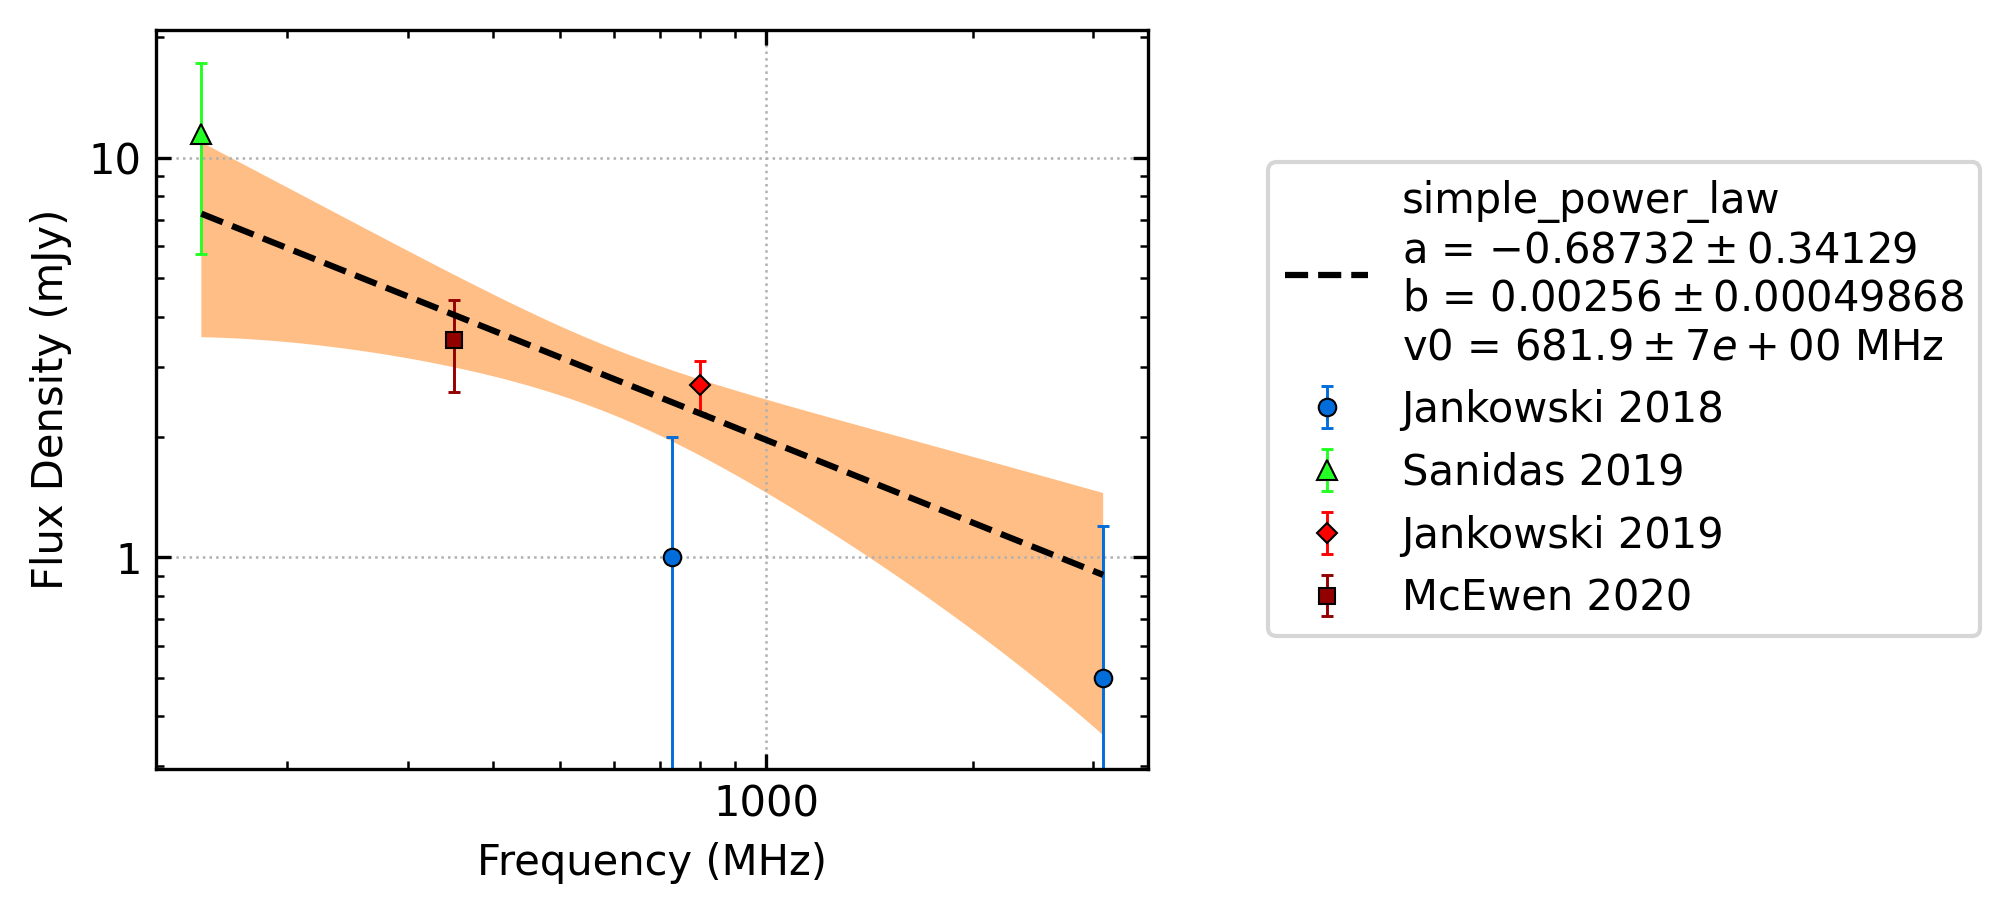 10
1
Flux Density (mJy)
1000
Frequency (MHz)
simple_power_law
a = −0.68732 ± 0.34129
b = 0.00256 ± 0.00049868
v0 = 681.9 ± 7e + 00 MHz
Jankowski 2018
Sanidas 2019
Jankowski 2019
McEwen 2020